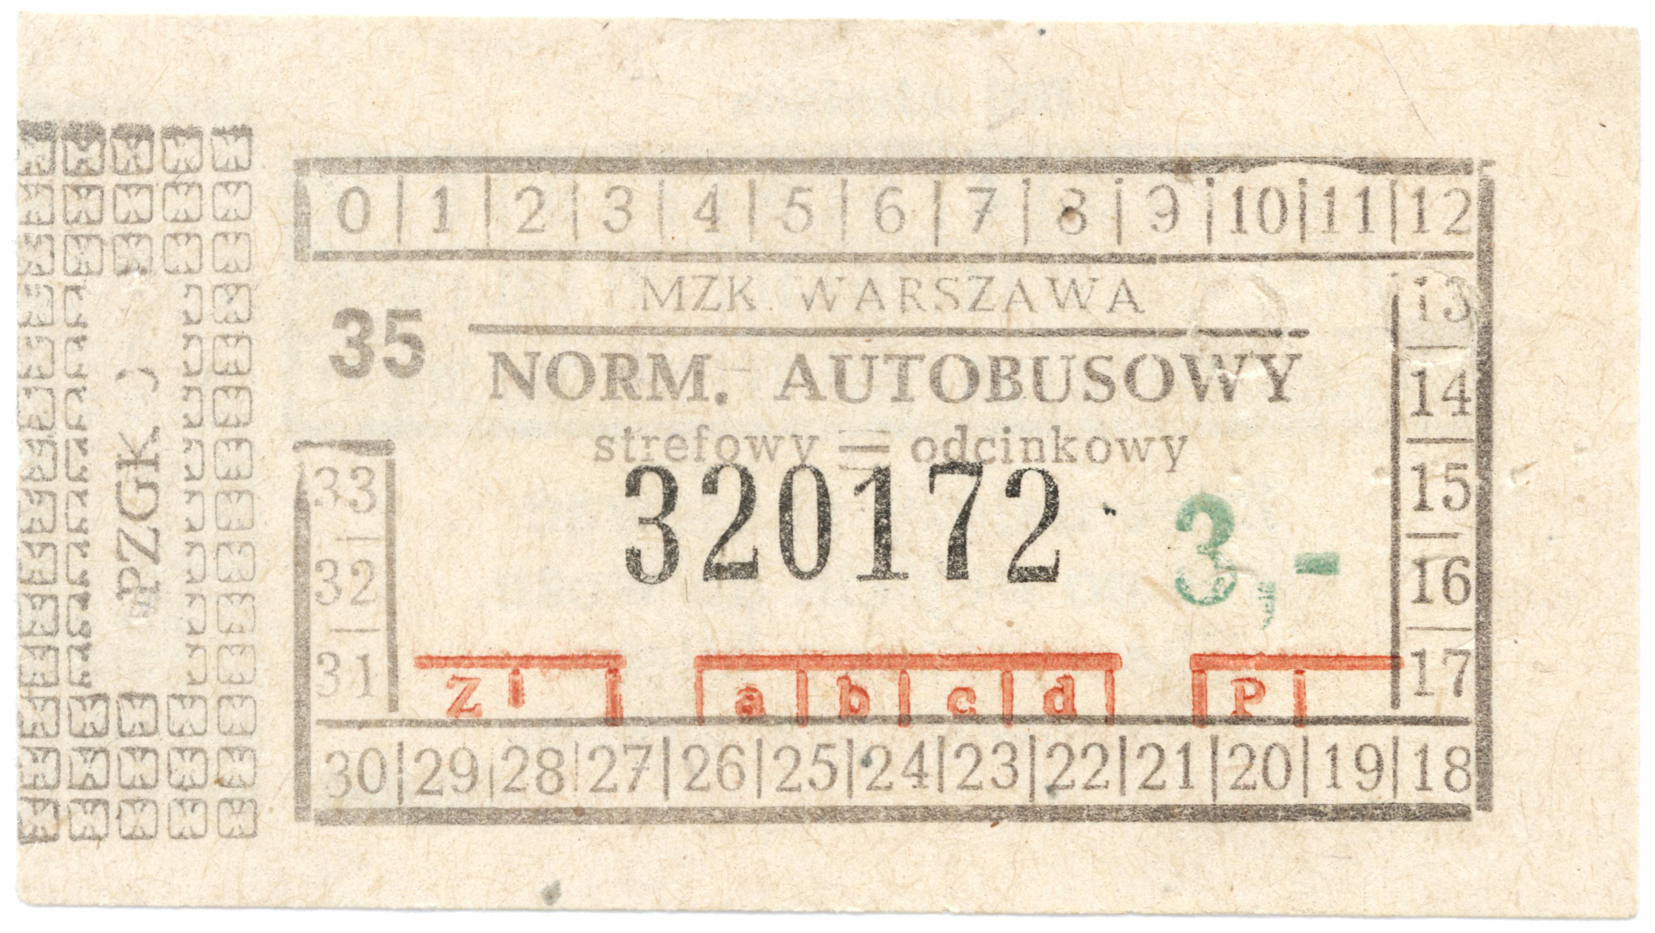 0 1 2 3 4 5 6 7 8 9 10 11 12
MZK WARSZAWA
35
NORM. AUTOBUSOWY
strefowy = odcinkowy
320172
3,-
13
14
15
16
17
33
32
31
z a b c d P
30 29 28 27 26 25 24 23 22 21 20 19 18
PZGK